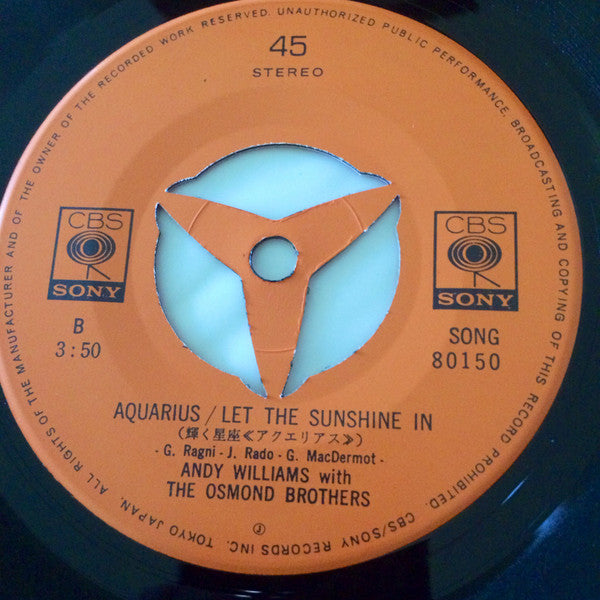 ALL RIGHTS OF THE MANUFACTURER AND OF THE OWNER OF THE RECORDED WORK RESERVED. UNAUTHORIZED PUBLIC PERFORMANCE, BROADCASTING AND COPYING OF THIS RECORD PROHIBITED. CBS/SONY RECORDS INC. TOKYO JAPAN.
45
STEREO
CBS
SONY
CBS
SONY
B
3:50
SONG
80150
AQUARIUS / LET THE SUNSHINE IN
(輝く星座≪アクエリアス≫)
- G. Ragni - J. Rado - G. MacDermot -
ANDY WILLIAMS with
THE OSMOND BROTHERS